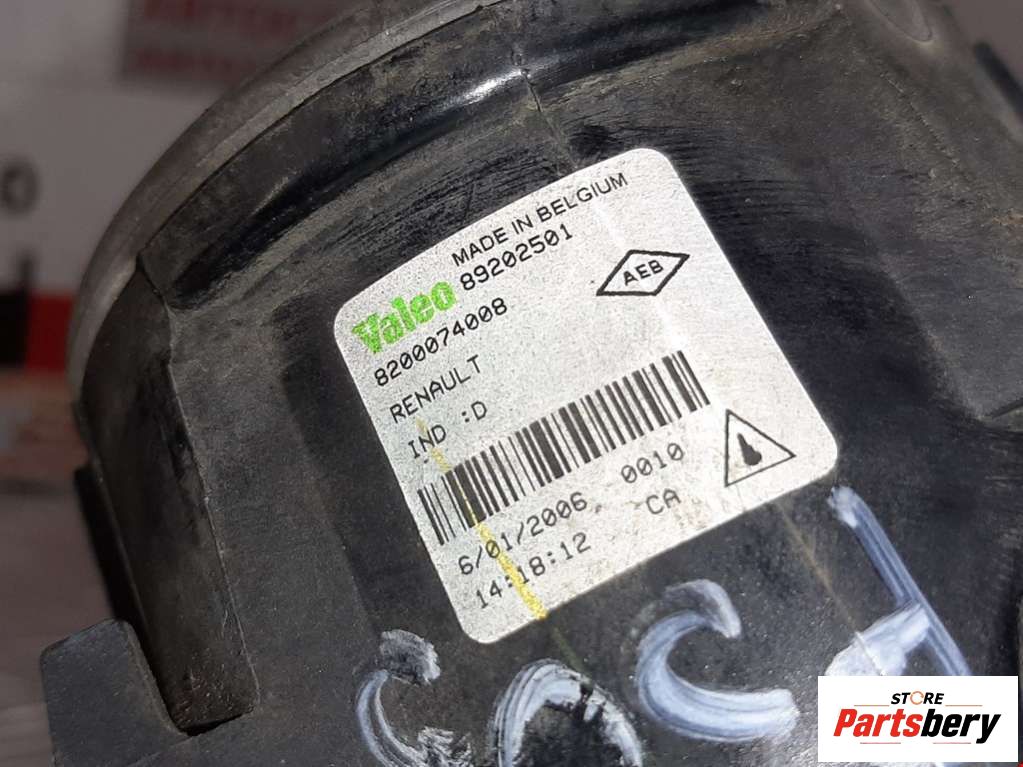 MADE IN BELGIUM
Valeo 89202501
AEB
8200074008
RENAULT
IND :D
0010
6/01/2006
CA
14:18:12
STORE
Partsbery